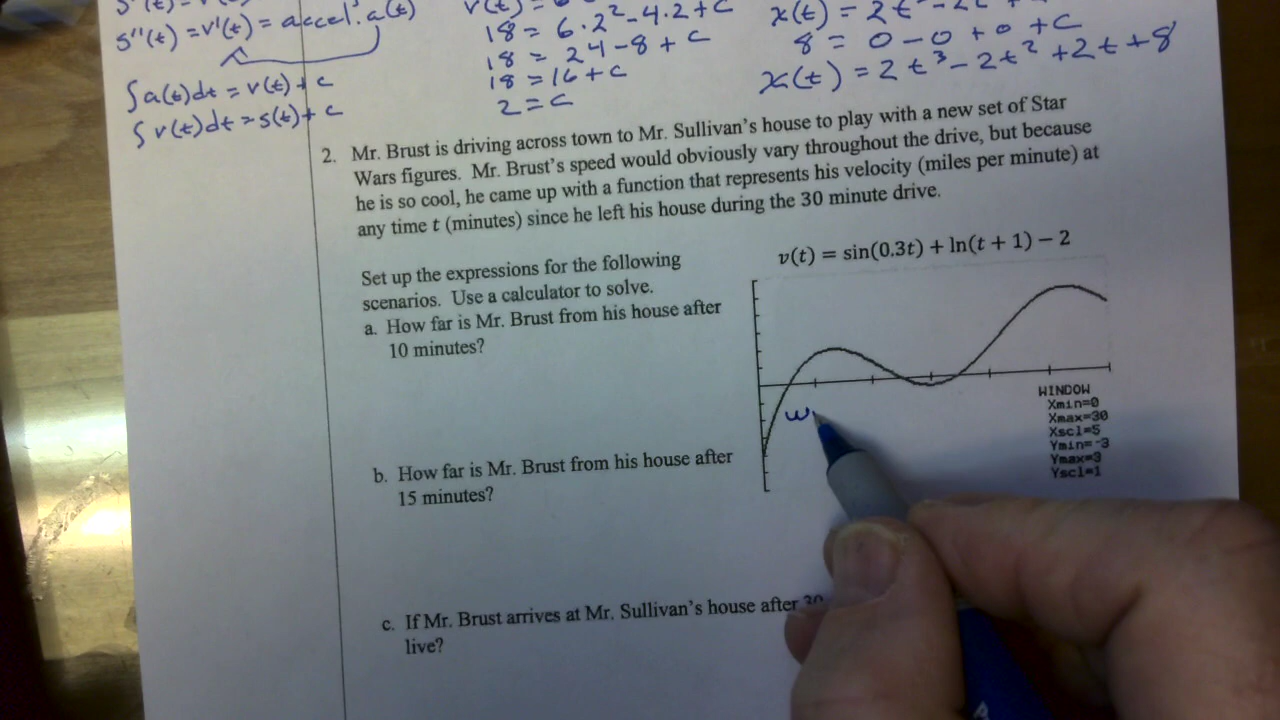 s''(t) = v'(t) = accel. a(t)
∫a(t)dt = v(t) + c
∫v(t)dt = s(t) + c
18 = 6·2² - 4·2 + c
18 = 24 - 8 + c
18 = 16 + c
2 = c
8 = 0 - 0 + 0 + c
x(t) = 2t³ - 2t² + 2t + 8
2. Mr. Brust is driving across town to Mr. Sullivan's house to play with a new set of Star
Wars figures. Mr. Brust's speed would obviously vary throughout the drive, but because
he is so cool, he came up with a function that represents his velocity (miles per minute) at
any time t (minutes) since he left his house during the 30 minute drive.
Set up the expressions for the following
scenarios. Use a calculator to solve.
v(t) = sin(0.3t) + ln(t + 1) − 2
a. How far is Mr. Brust from his house after
10 minutes?
WINDOW
Xmin=0
Xmax=30
Xscl=5
Ymin=-3
Ymax=3
Yscl=1
b. How far is Mr. Brust from his house after
15 minutes?
c. If Mr. Brust arrives at Mr. Sullivan's house after 30
live?